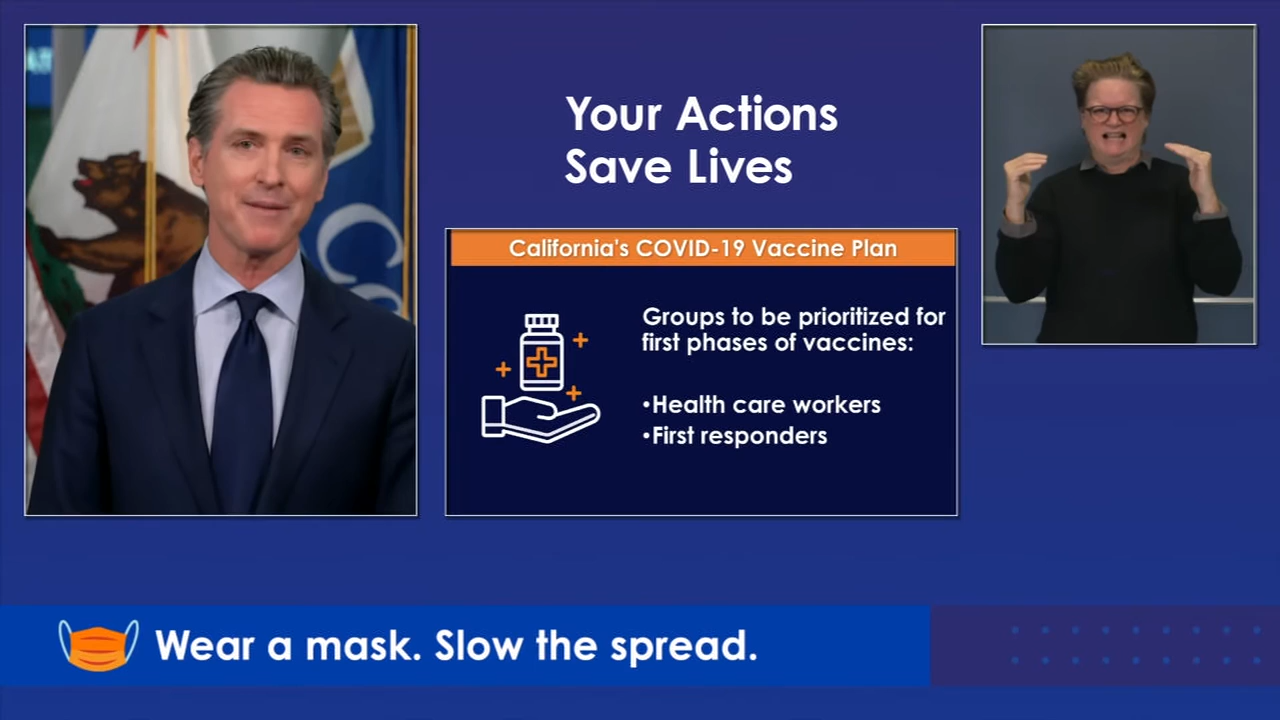 Your Actions
Save Lives
California's COVID-19 Vaccine Plan
Groups to be prioritized for
first phases of vaccines:
•Health care workers
•First responders
Wear a mask. Slow the spread.